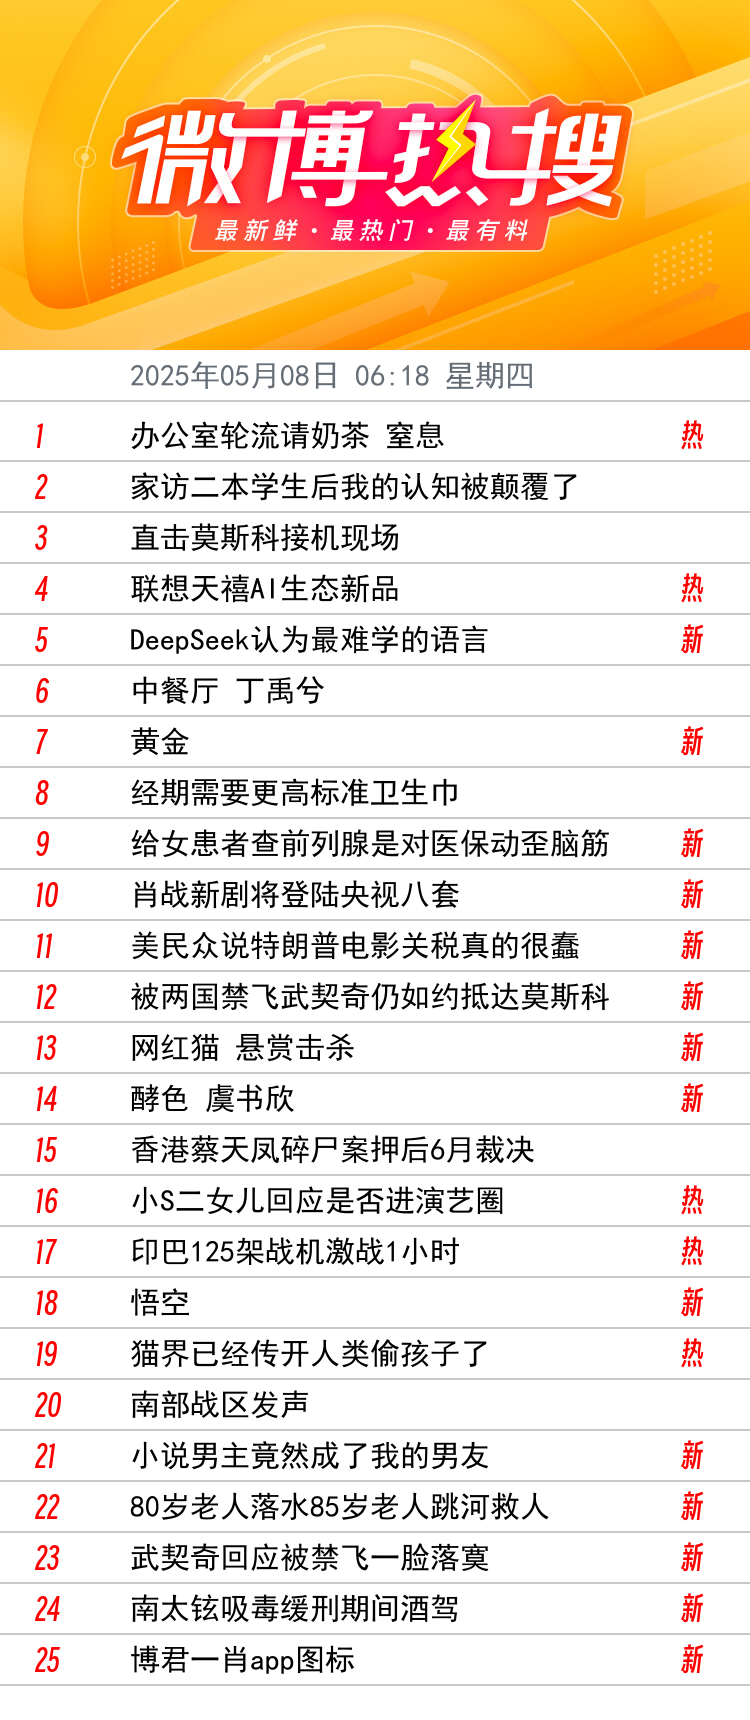 微博热搜
最新鲜·最热门·最有料
2025年05月08日 06:18 星期四
1 办公室轮流请奶茶 窒息 热
2 家访二本学生后我的认知被颠覆了
3 直击莫斯科接机现场
4 联想天禧AI生态新品 热
5 DeepSeek认为最难学的语言 新
6 中餐厅 丁禹兮
7 黄金 新
8 经期需要更高标准卫生巾
9 给女患者查前列腺是对医保动歪脑筋 新
10 肖战新剧将登陆央视八套 新
11 美民众说特朗普电影关税真的很蠢 新
12 被两国禁飞武契奇仍如约抵达莫斯科 新
13 网红猫 悬赏击杀 新
14 酵色 虞书欣 新
15 香港蔡天凤碎尸案押后6月裁决
16 小S二女儿回应是否进演艺圈 热
17 印巴125架战机激战1小时 热
18 悟空 新
19 猫界已经传开人类偷孩子了 热
20 南部战区发声
21 小说男主竟然成了我的男友 新
22 80岁老人落水85岁老人跳河救人 新
23 武契奇回应被禁飞一脸落寞 新
24 南太铉吸毒缓刑期间酒驾 新
25 博君一肖app图标 新